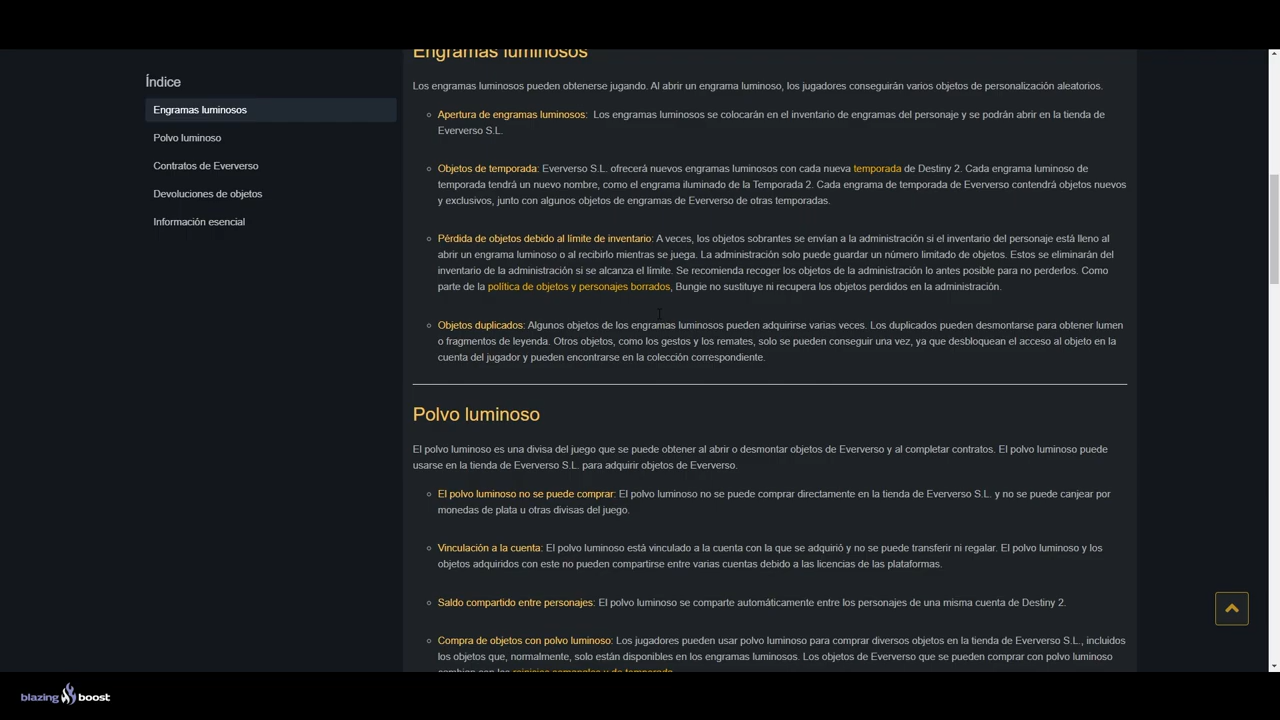 Engramas luminosos
Índice
Engramas luminosos
Polvo luminoso
Contratos de Eververso
Devoluciones de objetos
Información esencial
Los engramas luminosos pueden obtenerse jugando. Al abrir un engrama luminoso, los jugadores conseguirán varios objetos de personalización aleatorios.
Apertura de engramas luminosos: Los engramas luminosos se colocarán en el inventario de engramas del personaje y se podrán abrir en la tienda de
Eververso S.L.
Objetos de temporada: Eververso S.L. ofrecerá nuevos engramas luminosos con cada nueva temporada de Destiny 2. Cada engrama luminoso de
temporada tendrá un nuevo nombre, como el engrama iluminado de la Temporada 2. Cada engrama de temporada de Eververso contendrá objetos nuevos
y exclusivos, junto con algunos objetos de engramas de Eververso de otras temporadas.
Pérdida de objetos debido al límite de inventario: A veces, los objetos sobrantes se envían a la administración si el inventario del personaje está lleno al
abrir un engrama luminoso o al recibirlo mientras se juega. La administración solo puede guardar un número limitado de objetos. Estos se eliminarán del
inventario de la administración si se alcanza el límite. Se recomienda recoger los objetos de la administración lo antes posible para no perderlos. Como
parte de la política de objetos y personajes borrados, Bungie no sustituye ni recupera los objetos perdidos en la administración.
Objetos duplicados: Algunos objetos de los engramas luminosos pueden adquirirse varias veces. Los duplicados pueden desmontarse para obtener lumen
o fragmentos de leyenda. Otros objetos, como los gestos y los remates, solo se pueden conseguir una vez, ya que desbloquean el acceso al objeto en la
cuenta del jugador y pueden encontrarse en la colección correspondiente.
Polvo luminoso
El polvo luminoso es una divisa del juego que se puede obtener al abrir o desmontar objetos de Eververso y al completar contratos. El polvo luminoso puede
usarse en la tienda de Eververso S.L. para adquirir objetos de Eververso.
El polvo luminoso no se puede comprar: El polvo luminoso no se puede comprar directamente en la tienda de Eververso S.L. y no se puede canjear por
monedas de plata u otras divisas del juego.
Vinculación a la cuenta: El polvo luminoso está vinculado a la cuenta con la que se adquirió y no se puede transferir ni regalar. El polvo luminoso y los
objetos adquiridos con este no pueden compartirse entre varias cuentas debido a las licencias de las plataformas.
Saldo compartido entre personajes: El polvo luminoso se comparte automáticamente entre los personajes de una misma cuenta de Destiny 2.
Compra de objetos con polvo luminoso: Los jugadores pueden usar polvo luminoso para comprar diversos objetos en la tienda de Eververso S.L., incluidos
los objetos que, normalmente, solo están disponibles en los engramas luminosos. Los objetos de Eververso que se pueden comprar con polvo luminoso
cambian con los reinicios semanales y de temporada.
blazing boost